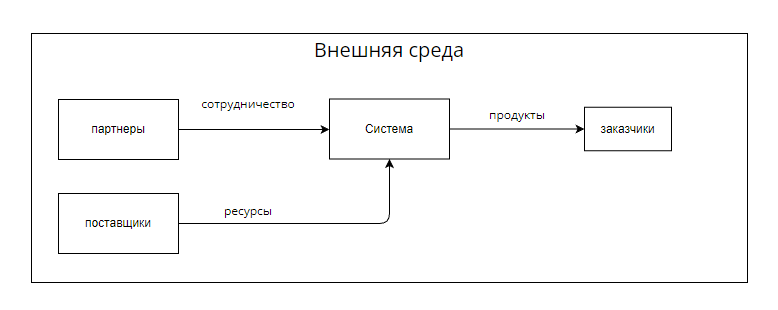 Внешняя среда
сотрудничество
партнеры
Система
продукты
заказчики
поставщики
ресурсы